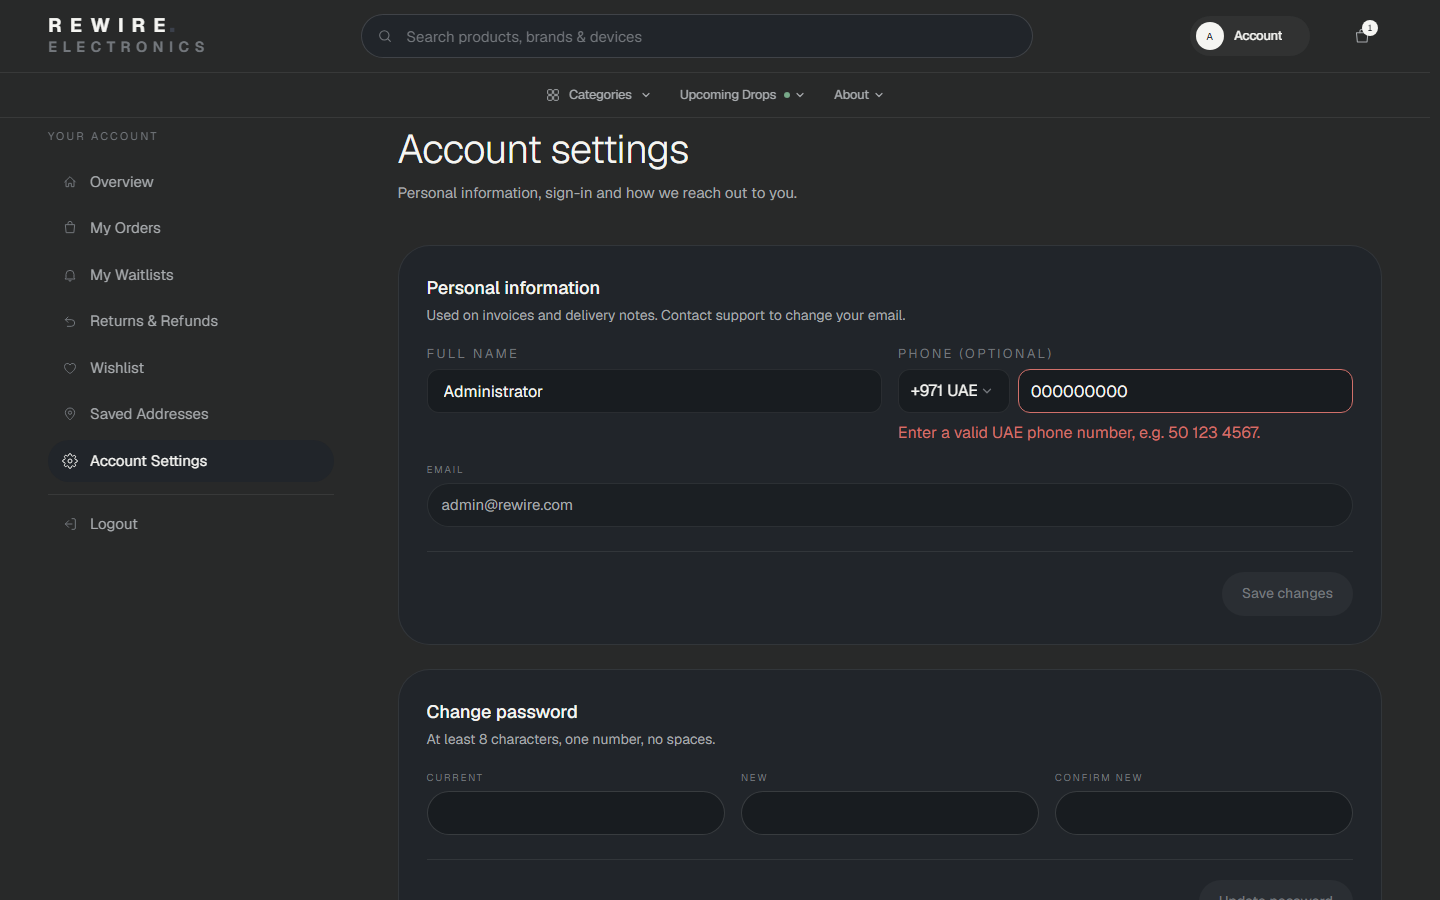 REWIRE.
ELECTRONICS
Search products, brands & devices
A
Account
1
Categories
Upcoming Drops
About
YOUR ACCOUNT
Overview
My Orders
My Waitlists
Returns & Refunds
Wishlist
Saved Addresses
Account Settings
Logout
Account settings
Personal information, sign-in and how we reach out to you.
Personal information
Used on invoices and delivery notes. Contact support to change your email.
FULL NAME
Administrator
PHONE (OPTIONAL)
+971 UAE
000000000
Enter a valid UAE phone number, e.g. 50 123 4567.
EMAIL
admin@rewire.com
Save changes
Change password
At least 8 characters, one number, no spaces.
CURRENT
NEW
CONFIRM NEW
Update password